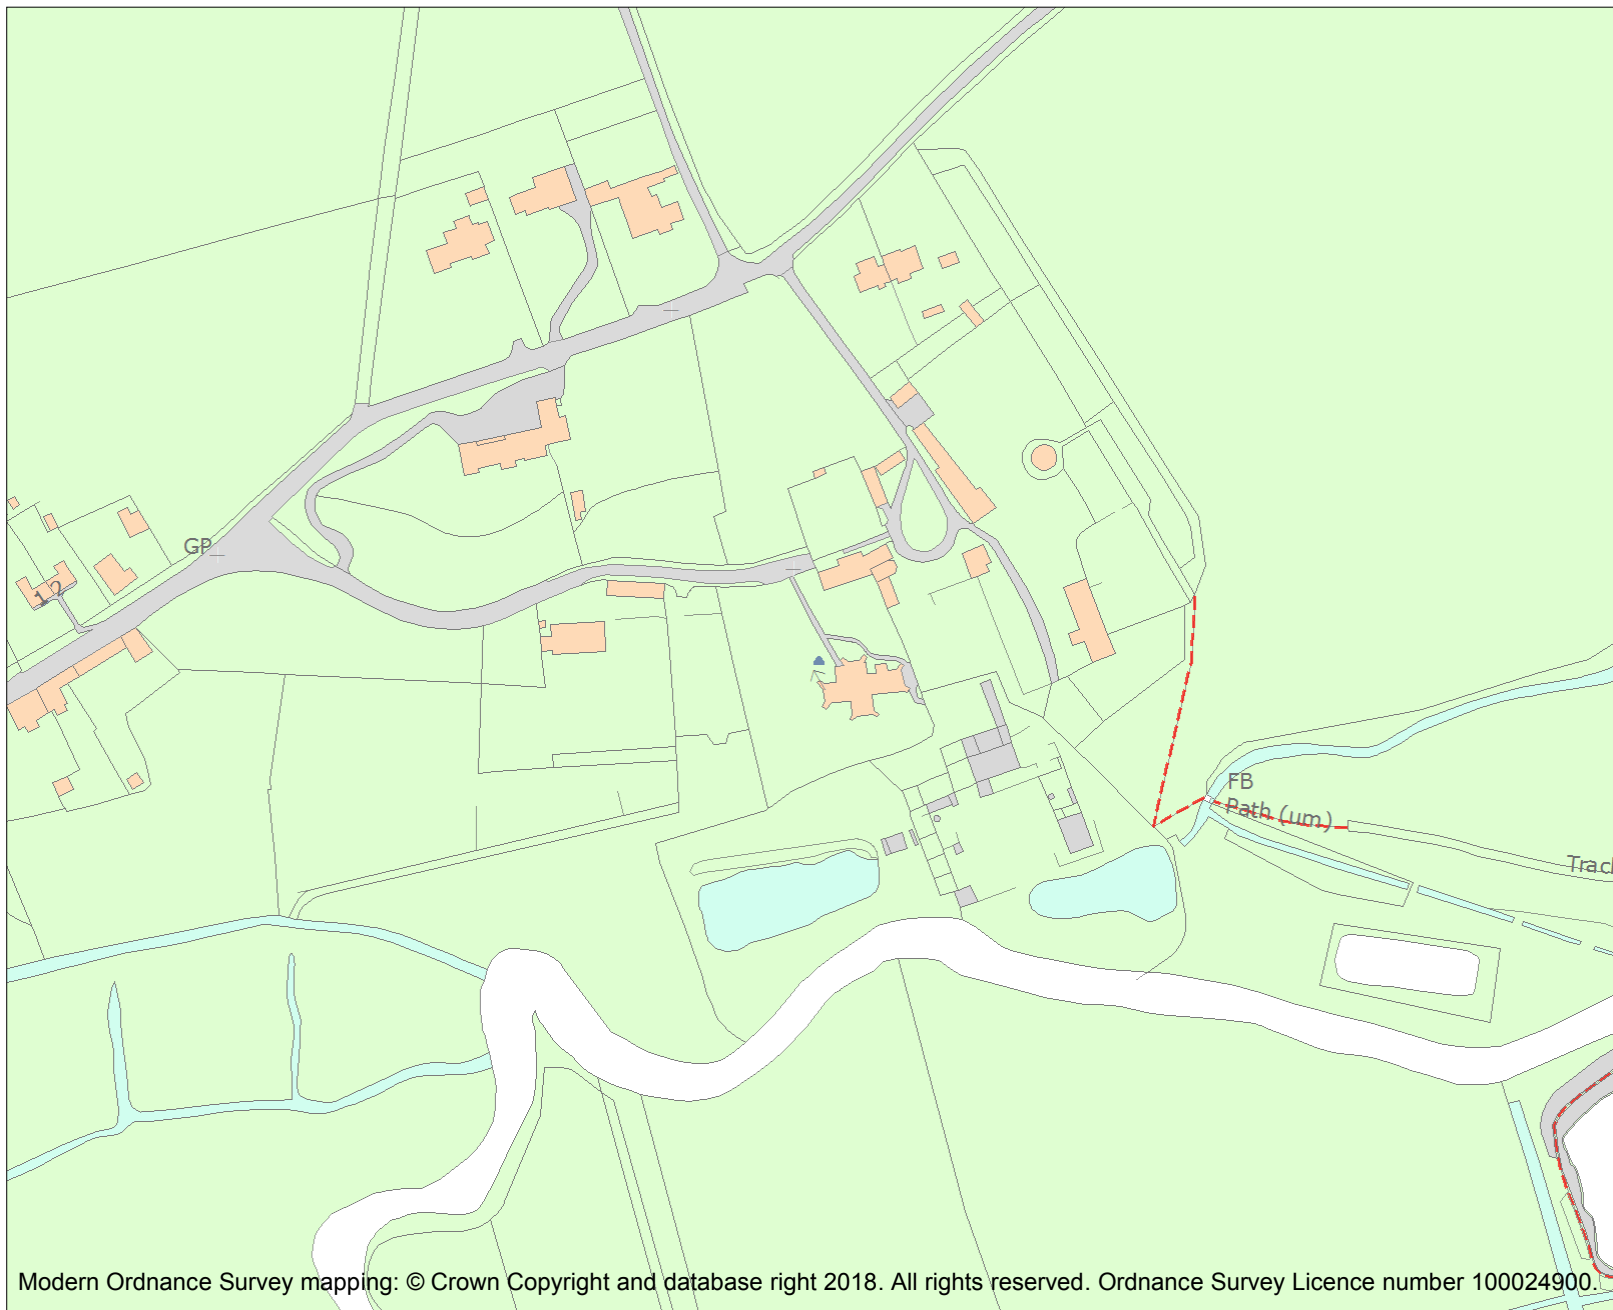 GP
1 2
FB
Path (um)
Track
Modern Ordnance Survey mapping: © Crown Copyright and database right 2018. All rights reserved. Ordnance Survey Licence number 100024900.